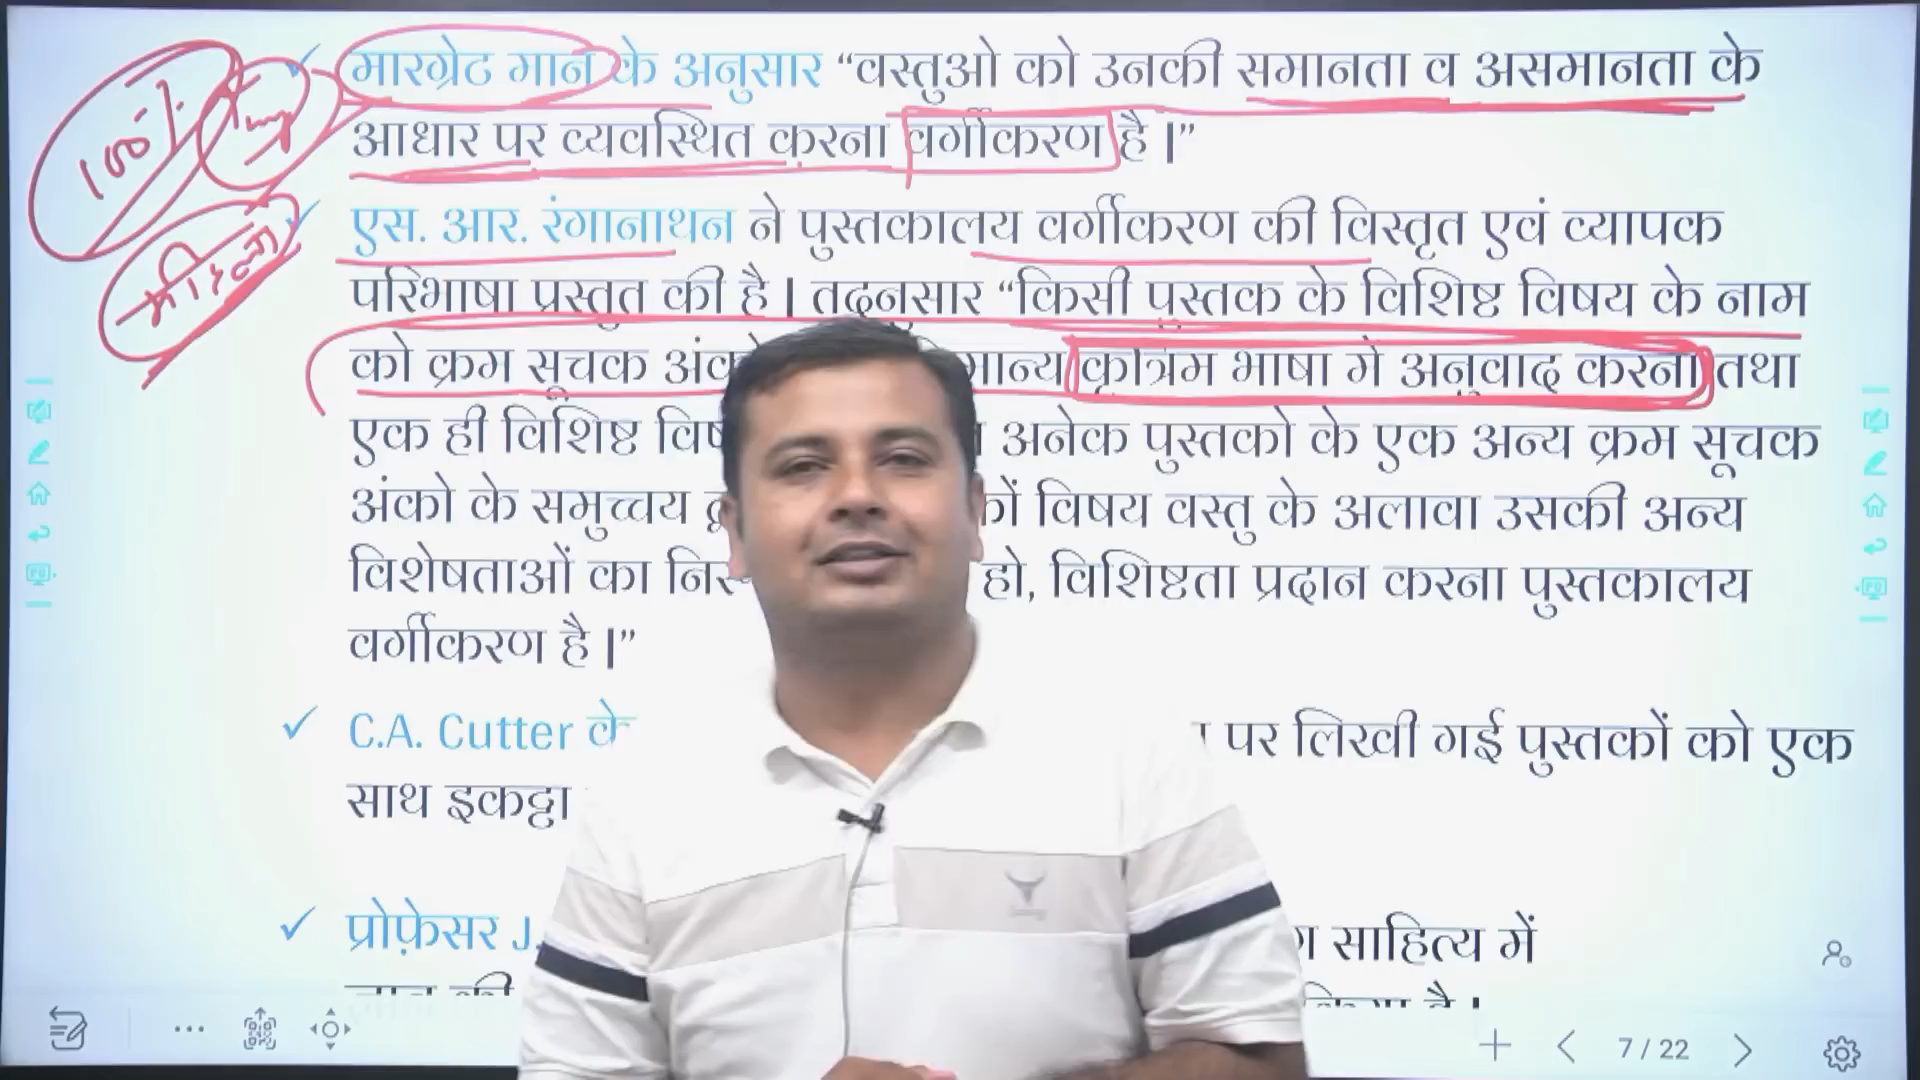 मारग्रेट मान के अनुसार “वस्तुओ को उनकी समानता व असमानता के
आधार पर व्यवस्थित करना वर्गीकरण है।”
100% Imp
एस. आर. रंगानाथन ने पुस्तकालय वर्गीकरण की विस्तृत एवं व्यापक
परिभाषा प्रस्तुत की है। तदनुसार “किसी पुस्तक के विशिष्ट विषय के नाम
को क्रम सूचक मान्य कृत्रिम भाषा मे अनुवाद करना तथा
एक ही विशिष्ट अनेक पुस्तको के एक अन्य क्रम सूचक
अंको के समुच्चय विषय वस्तु के अलावा उसकी अन्य
विशेषताओं का हो, विशिष्टता प्रदान करना पुस्तकालय
वर्गीकरण है।”
C.A. Cutter पर लिखी गई पुस्तकों को एक
साथ इकट्ठा
प्रोफ़ेसर J. साहित्य में
है।
7 / 22